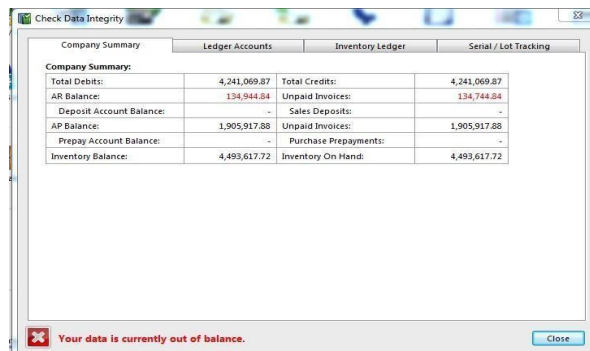 Check Data Integrity
Company Summary Ledger Accounts Inventory Ledger Serial / Lot Tracking
Company Summary:
Total Debits: 4,241,069.87 Total Credits: 4,241,069.87
AR Balance: 134,944.84 Unpaid Invoices: 134,744.84
Deposit Account Balance: - Sales Deposits: -
AP Balance: 1,905,917.88 Unpaid Invoices: 1,905,917.88
Prepay Account Balance: - Purchase Prepayments: -
Inventory Balance: 4,493,617.72 Inventory On Hand: 4,493,617.72
Your data is currently out of balance. Close